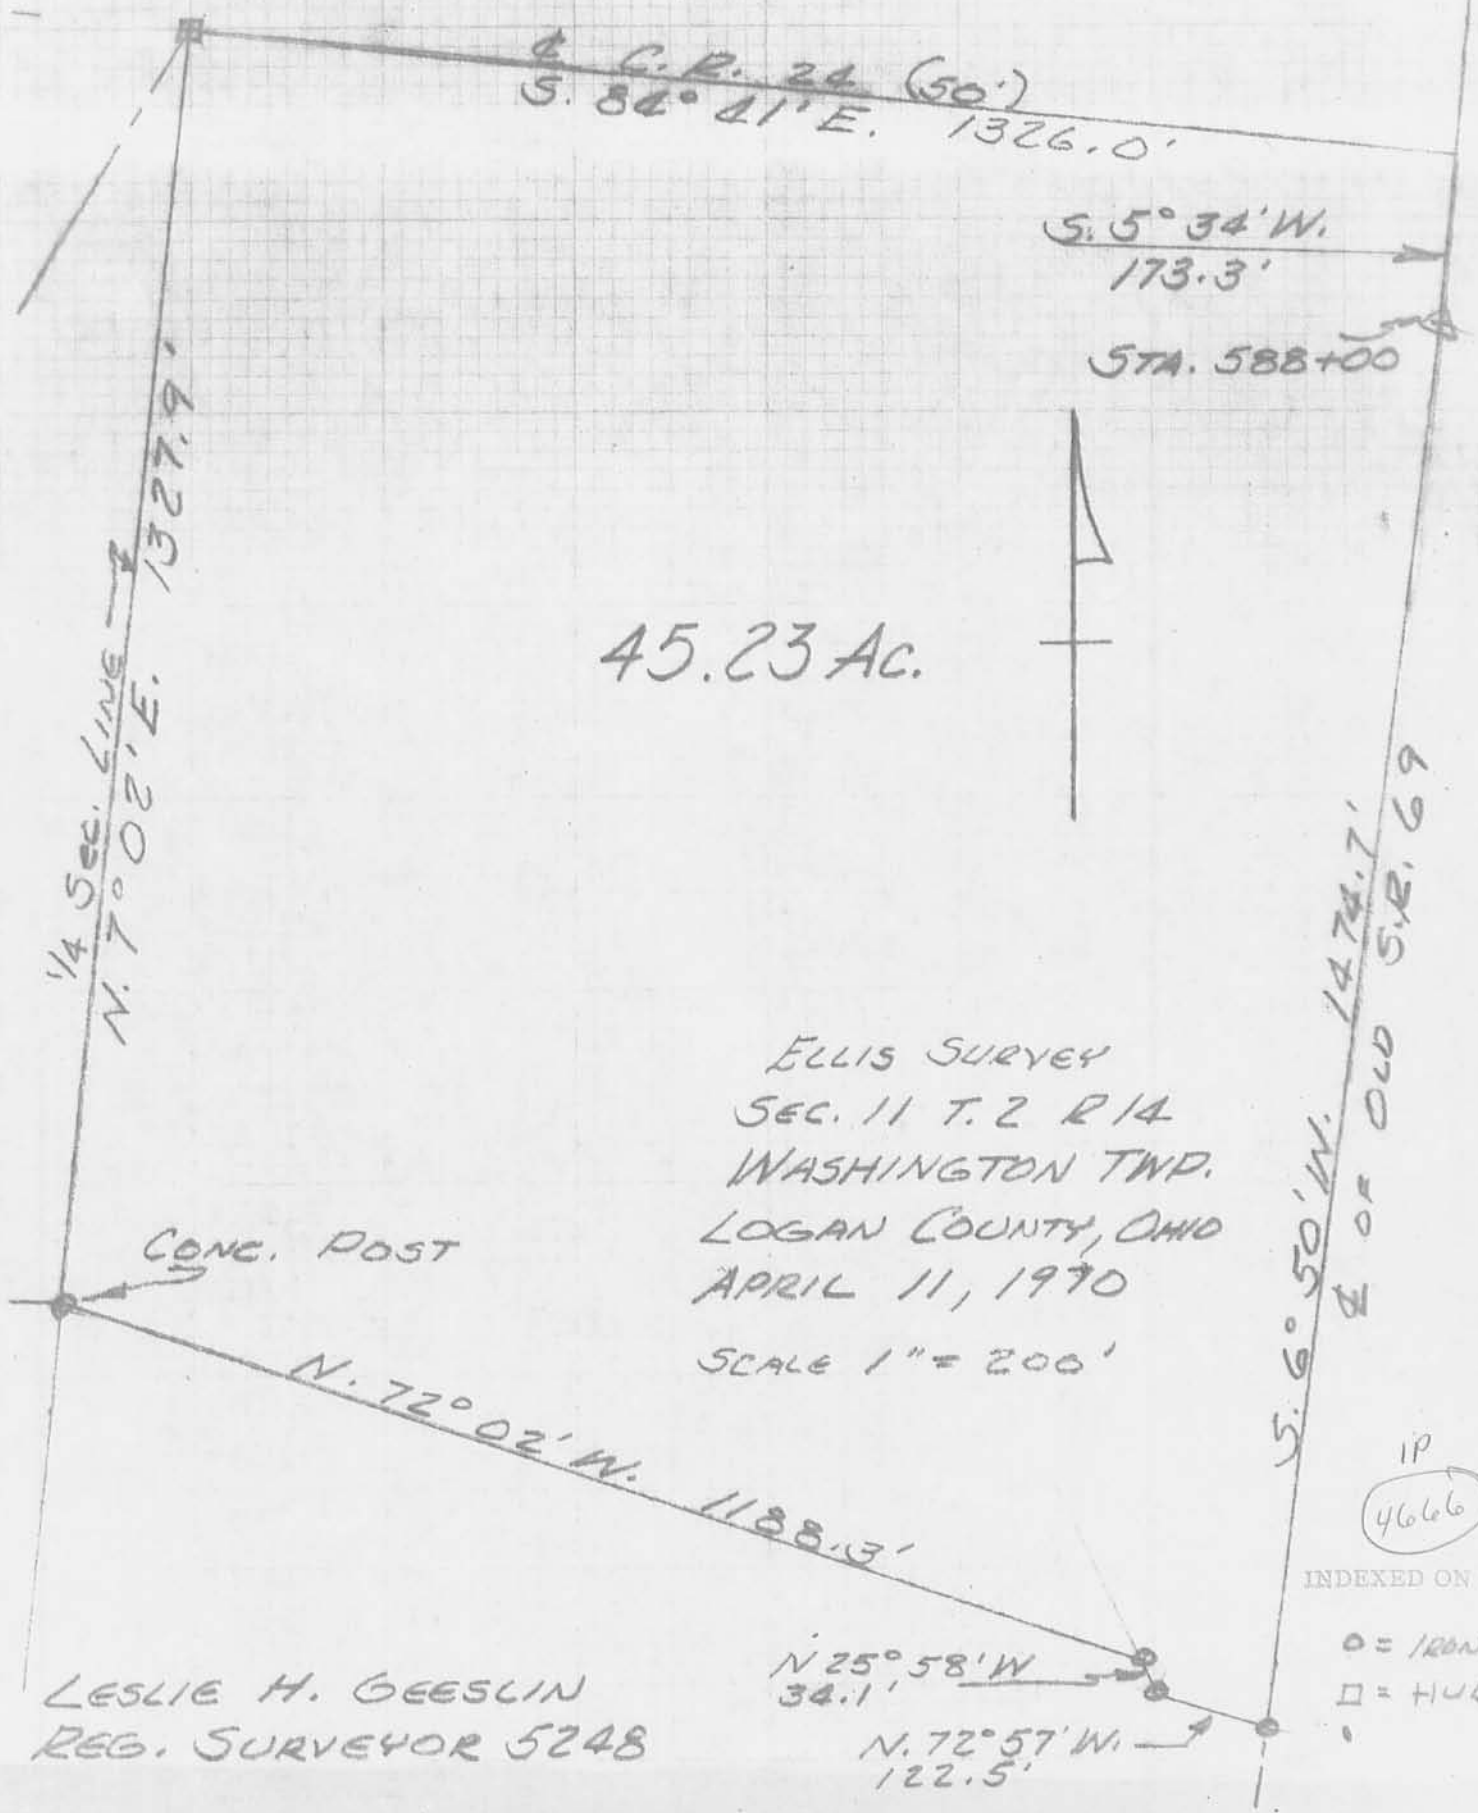 ℄ C.R. 24 (50')
S. 84° 41' E. 1326.0'
S. 5° 34' W.
173.3'
STA. 588+00
1/4 SEC. LINE
N. 7° 02' E. 1327.9'
45.23 AC.
S. 6° 50' W. 1474.7'
℄ OF OLD S.R. 69
ELLIS SURVEY
SEC. 11 T. 2 R 14
WASHINGTON TWP.
LOGAN COUNTY, OHIO
APRIL 11, 1970
SCALE 1" = 200'
CONC. POST
N. 72° 02' W. 1188.3'
IP
4666
INDEXED ON
= IRON
N 25° 58' W
34.1'
N. 72° 57' W.
122.5'
LESLIE H. GEESLIN
REG. SURVEYOR 5248